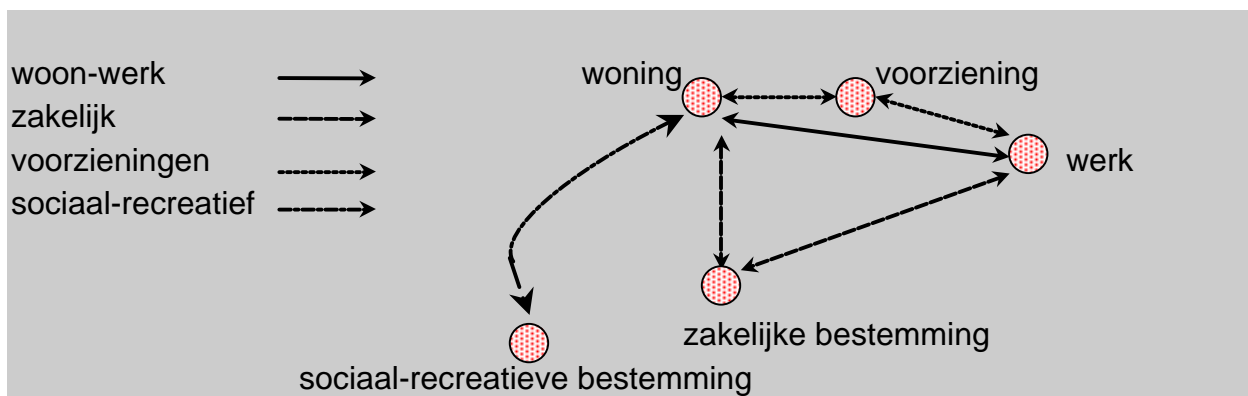 woon-werk
zakelijk
voorzieningen
sociaal-recreatief
woning
voorziening
werk
zakelijke bestemming
sociaal-recreatieve bestemming